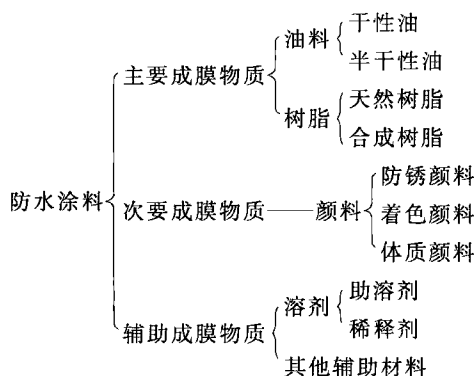 防水涂料
主要成膜物质
油料
干性油
半干性油
树脂
天然树脂
合成树脂
次要成膜物质——颜料
防锈颜料
着色颜料
体质颜料
辅助成膜物质
溶剂
助溶剂
稀释剂
其他辅助材料